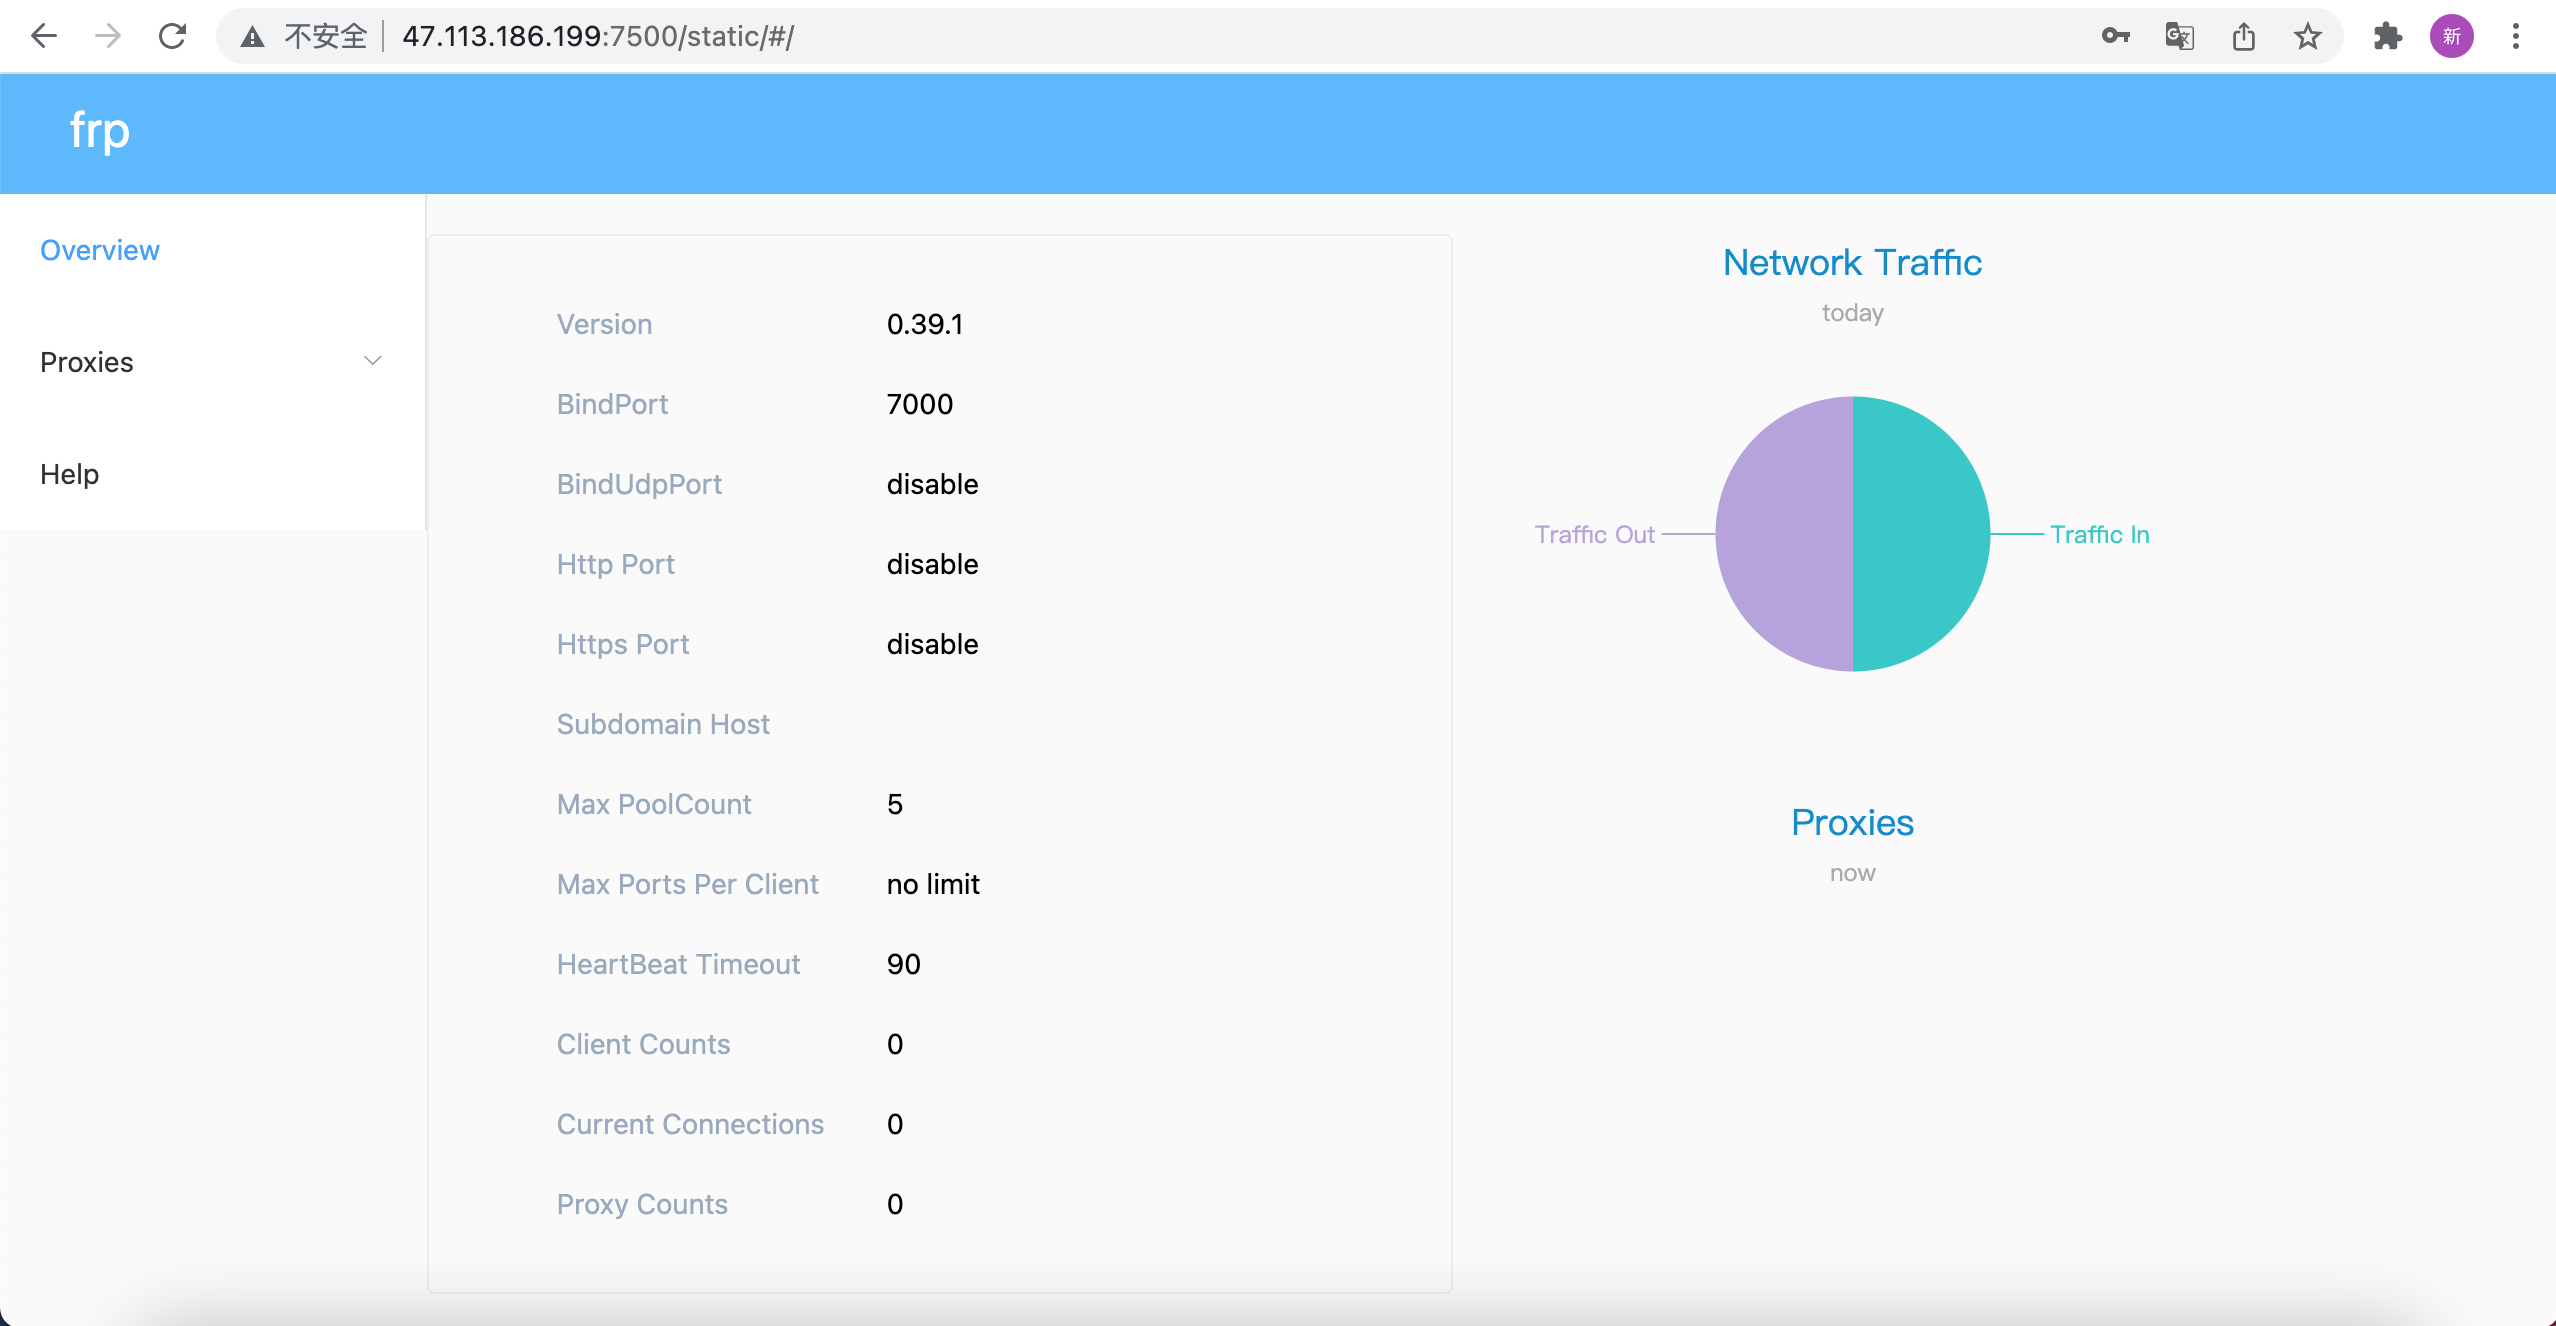 不安全 47.113.186.199:7500/static/#/
新
frp
Overview
Proxies
Help
Version 0.39.1
BindPort 7000
BindUdpPort disable
Http Port disable
Https Port disable
Subdomain Host
Max PoolCount 5
Max Ports Per Client no limit
HeartBeat Timeout 90
Client Counts 0
Current Connections 0
Proxy Counts 0
Network Traffic
today
Traffic Out
Traffic In
Proxies
now